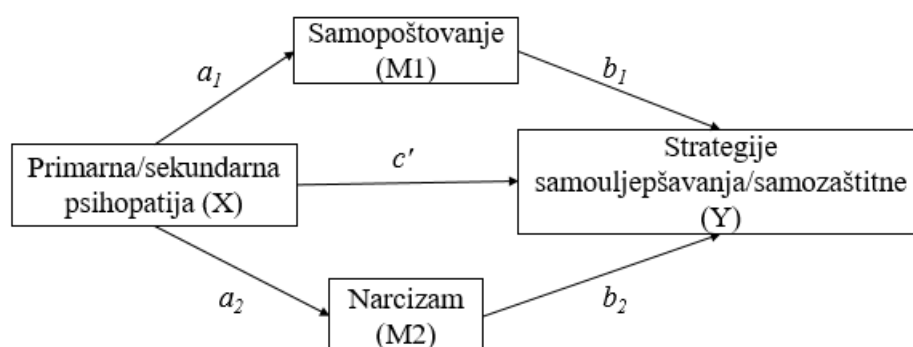 Samopoštovanje
(M1)
a₁
b₁
Primarna/sekundarna
psihopatija (X)
c'
Strategije
samouljepšavanja/samozaštitne
(Y)
a₂
Narcizam
(M2)
b₂